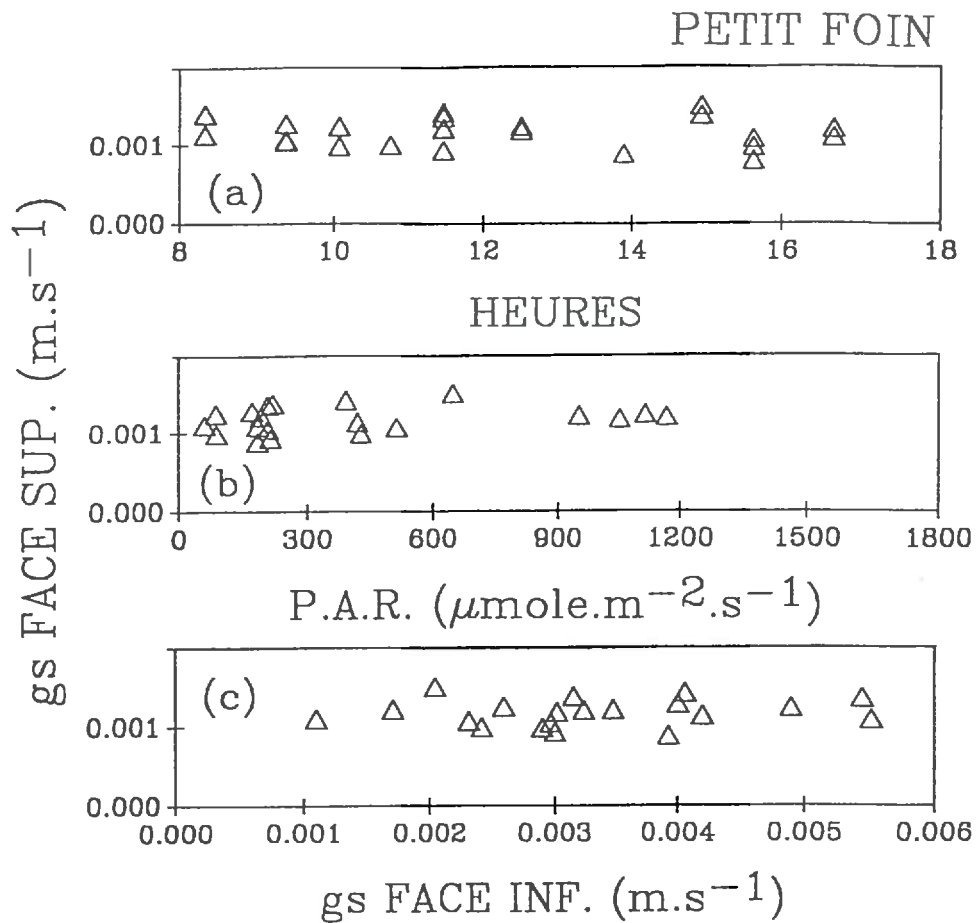 PETIT FOIN
gs FACE SUP. (m.s⁻¹)
0.001
0.000
(a)
8 10 12 14 16 18
HEURES
0.001
0.000
(b)
0 300 600 900 1200 1500 1800
P.A.R. (μmole.m⁻².s⁻¹)
(c)
0.001
0.000
0.000 0.001 0.002 0.003 0.004 0.005 0.006
gs FACE INF. (m.s⁻¹)